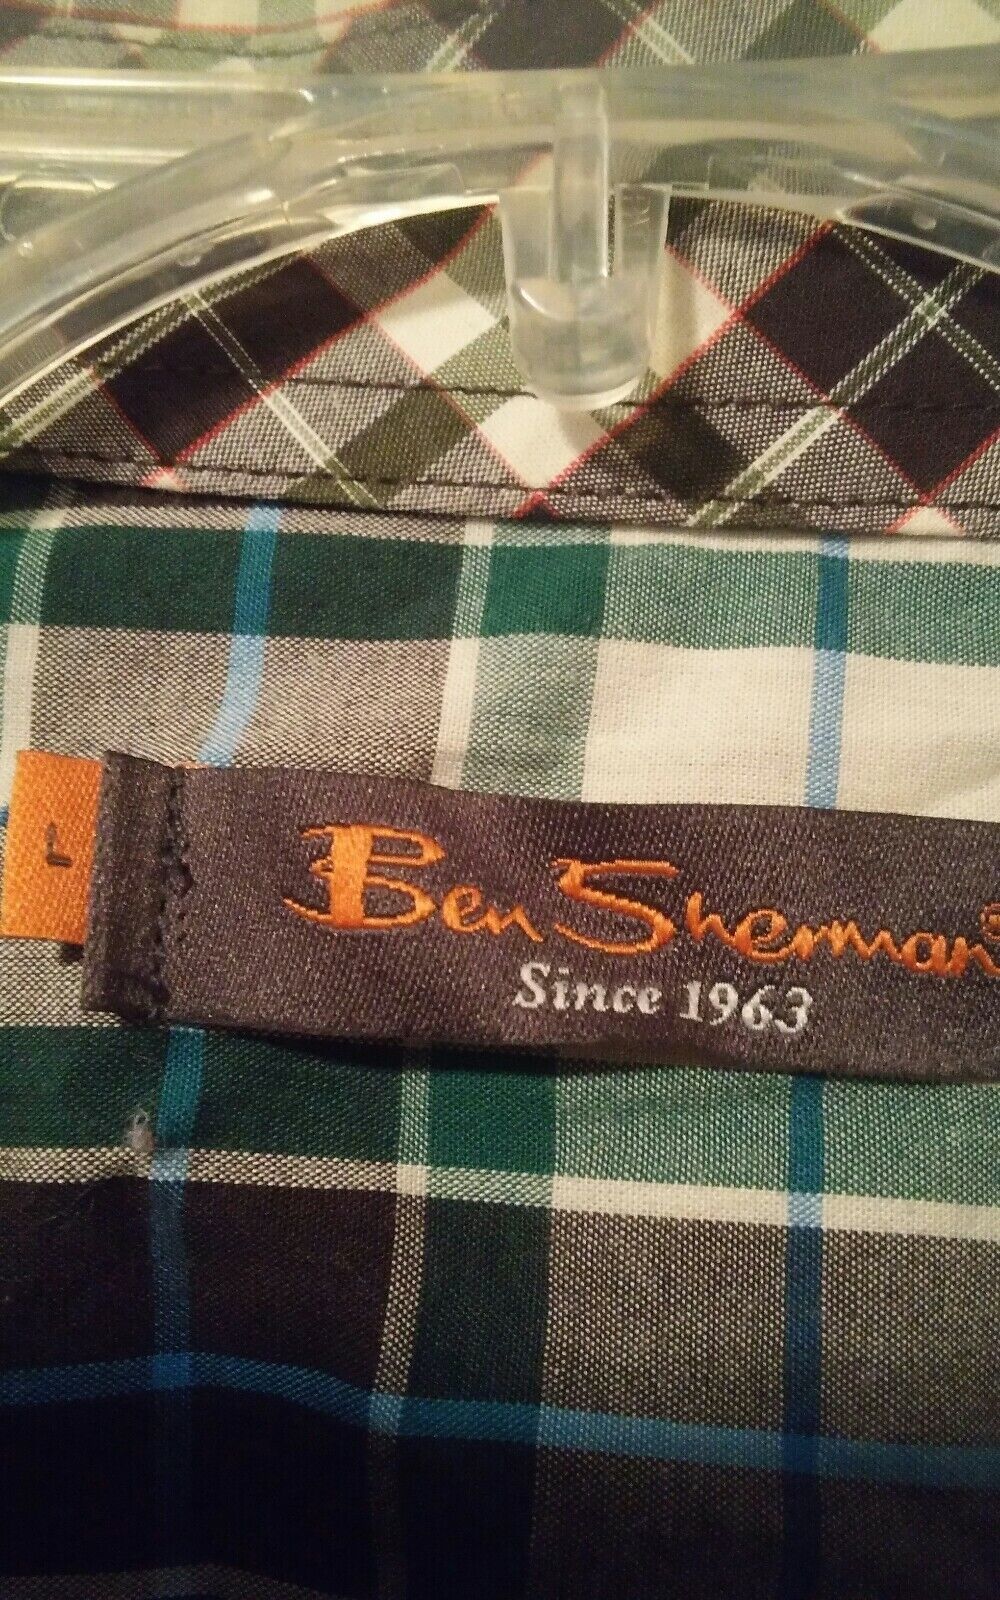 L
Ben Sherman
Since 1963